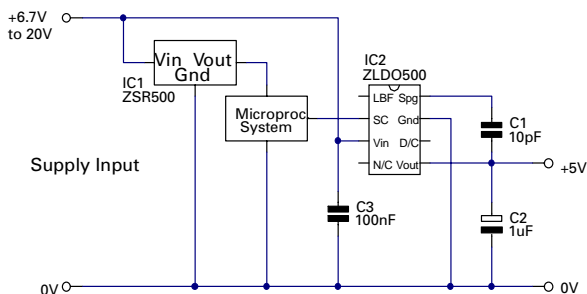 +6.7V
to 20V
Vin Vout
Gnd
IC1
ZSR500
Microproc
System
IC2
ZLDO500
LBF Spg
SC Gnd
Vin D/C
N/C Vout
C1
10pF
Supply Input
+5V
C3
100nF
C2
1uF
0V
0V